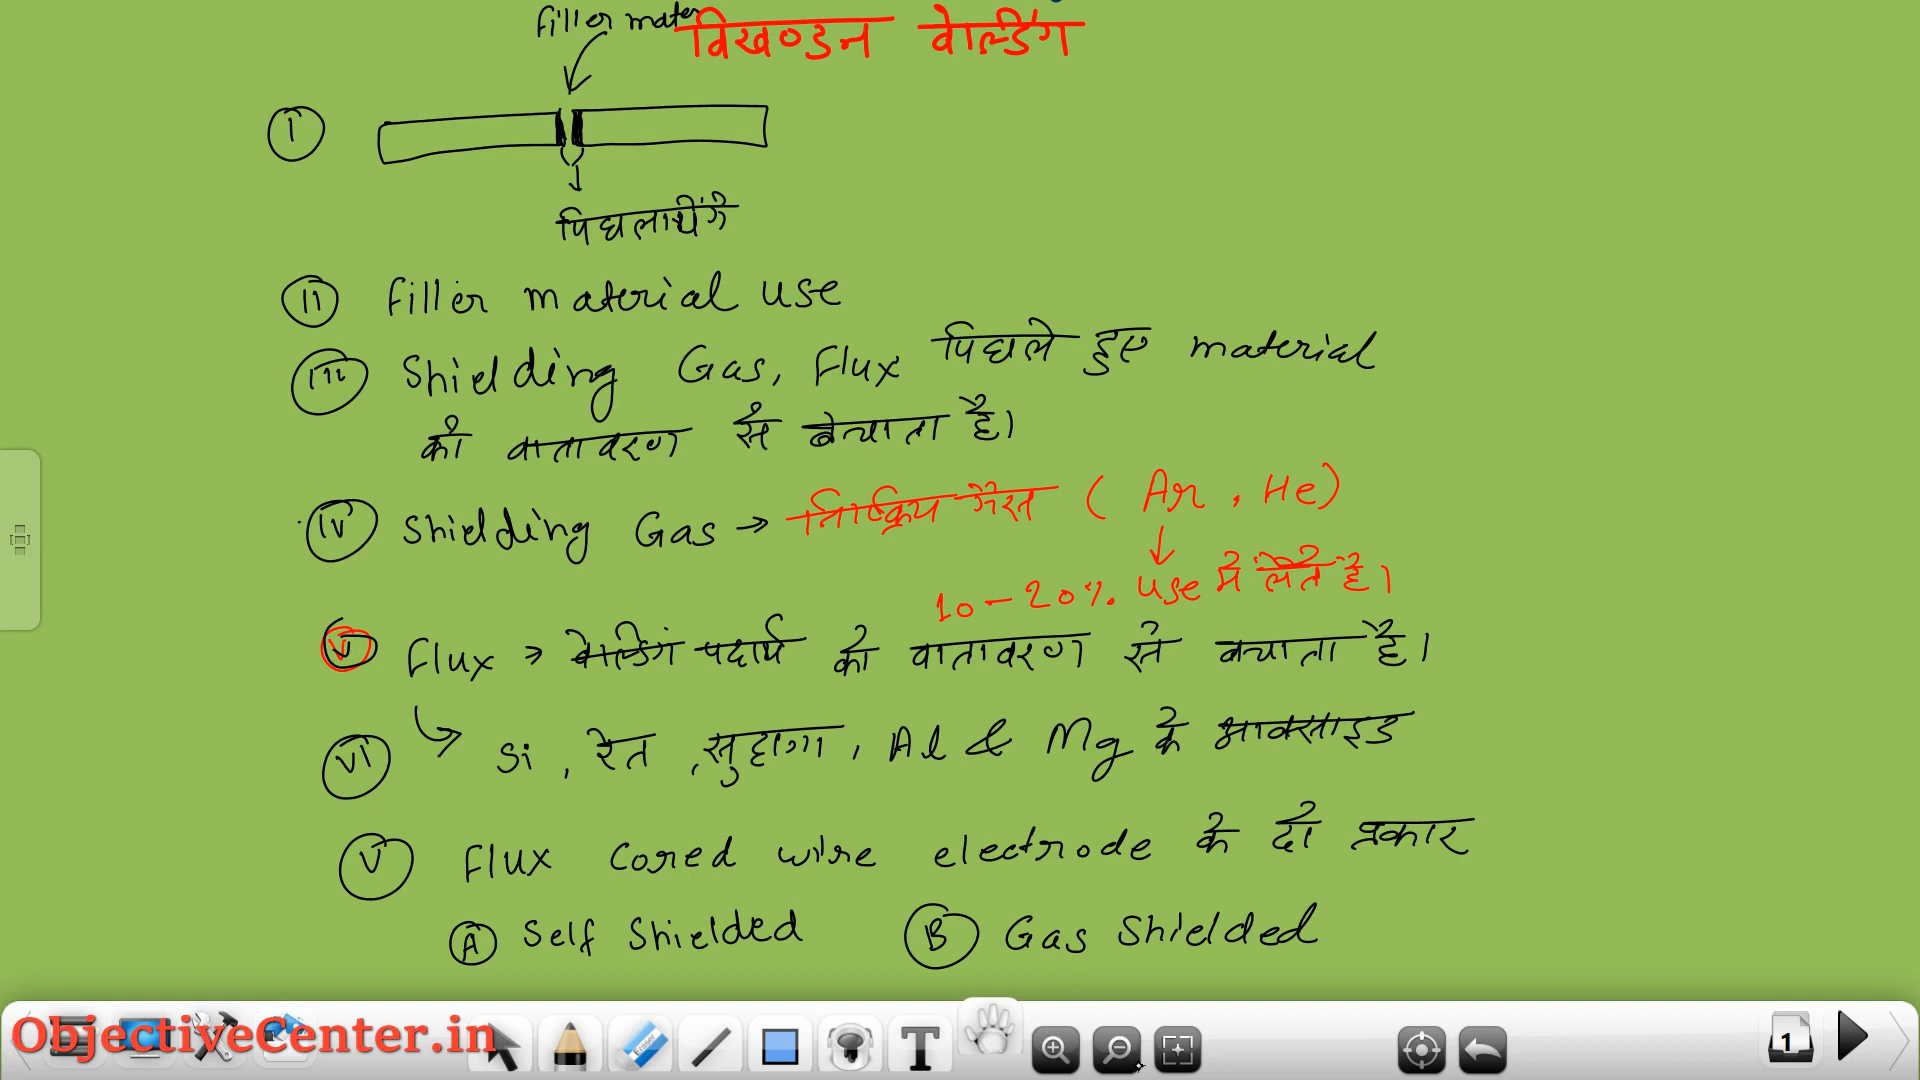 Filler mate विखण्डन वेल्डिंग
I
पिघलायेंगे
II Filler material use
III Shielding Gas, Flux पिघले हुए material
को वातावरण से बचाता है।
IV Shielding Gas → निष्क्रिय गैस ( Ar , He)
10 - 20% use में लेते है।
V Flux → वेल्डिंग पदार्थ को वातावरण से बचाता है।
VI Si , रेत , सुहागा , Al & Mg के आक्साइड
V Flux Cored wire electrode के दो प्रकार
A Self Shielded B Gas Shielded
ObjectiveCenter.in Eraser T 1